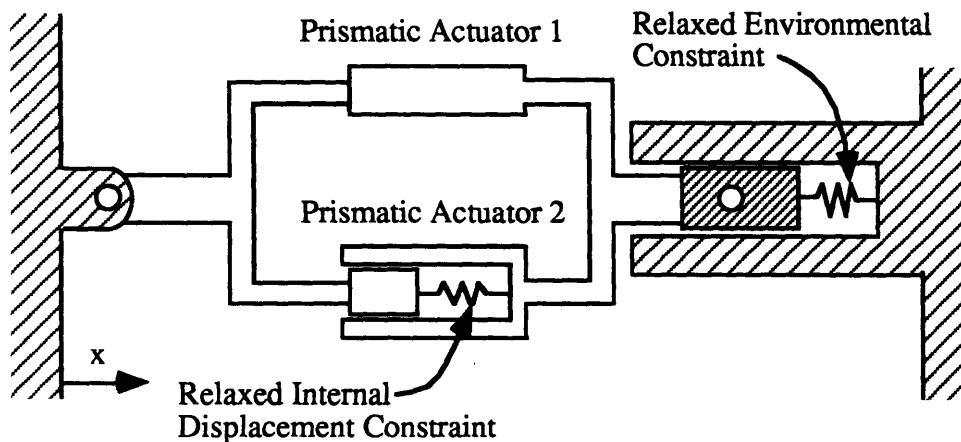 Prismatic Actuator 1
Relaxed Environmental
Constraint
Prismatic Actuator 2
x
Relaxed Internal
Displacement Constraint